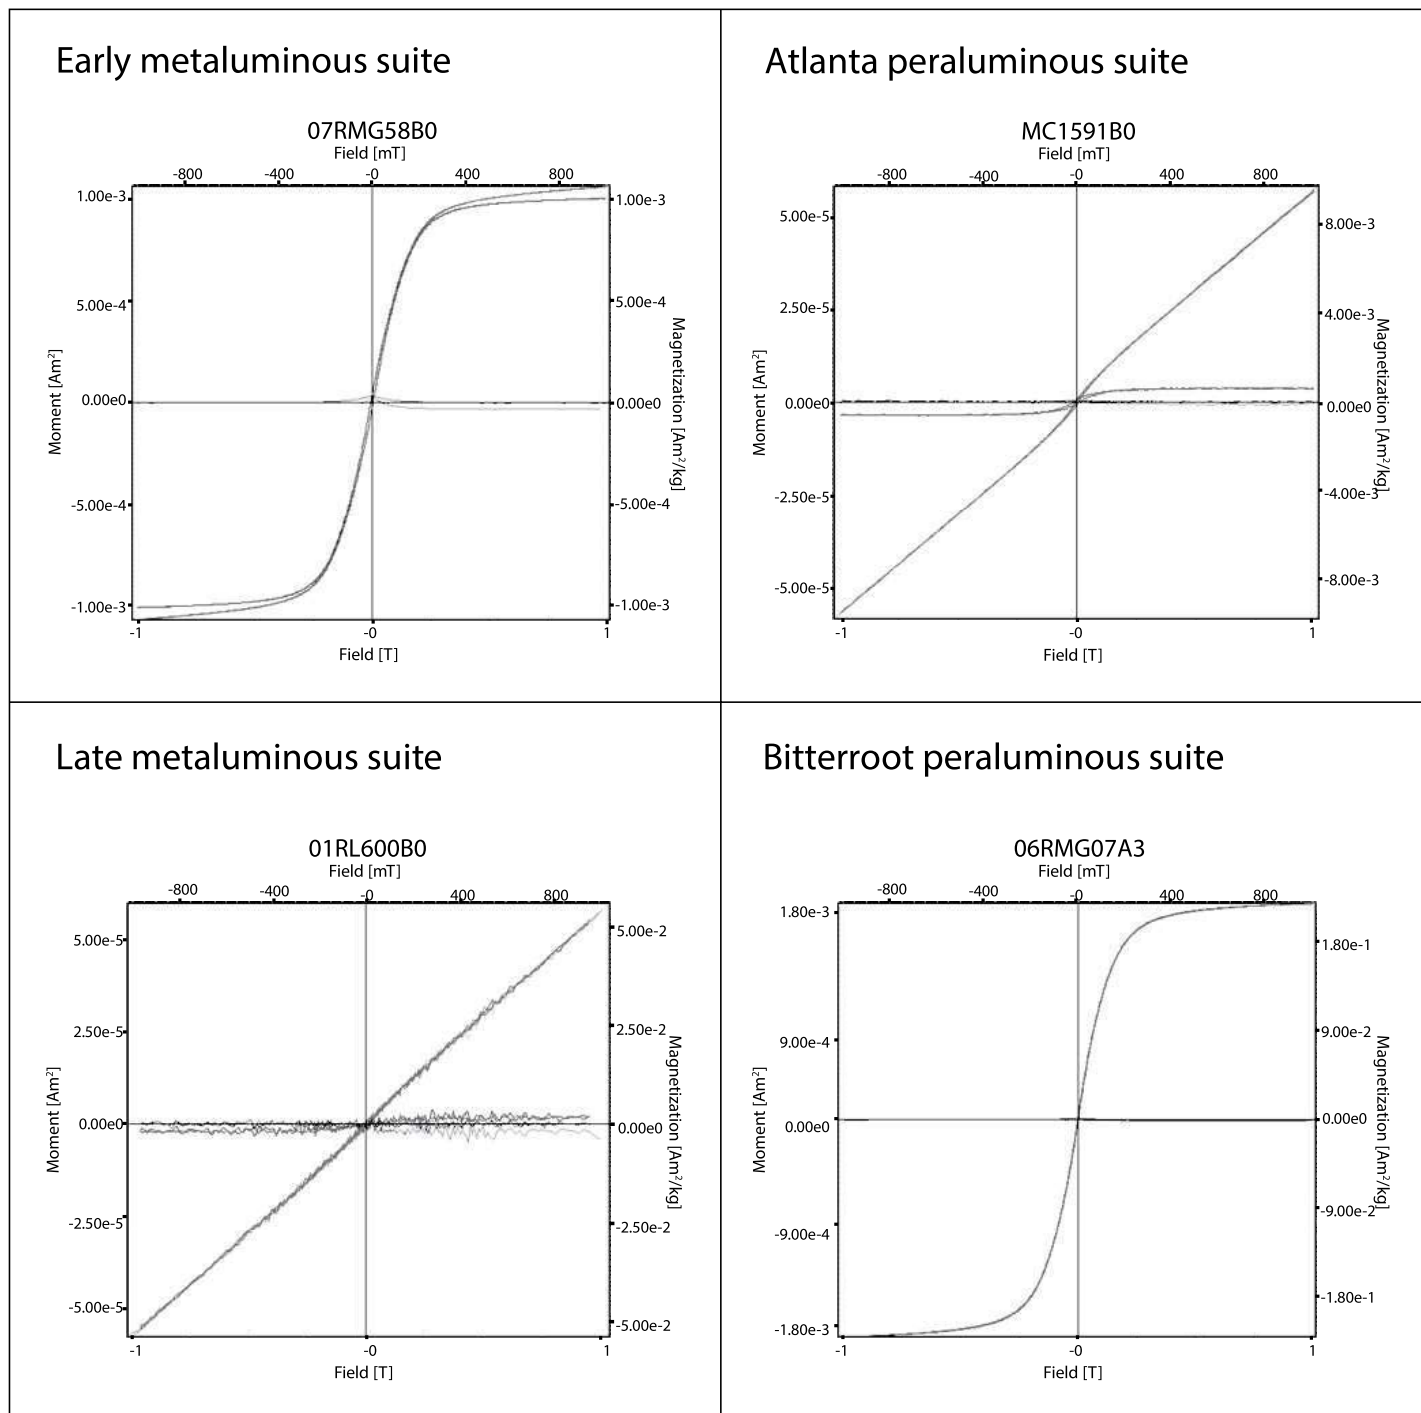 Early metaluminous suite
07RMG58B0
Field [mT]
-800 -400 -0 400 800
1.00e-3
5.00e-4
0.00e0
-5.00e-4
-1.00e-3
Moment [Am²]
1.00e-3
5.00e-4
0.00e0
-5.00e-4
-1.00e-3
Magnetization [Am²/kg]
-1 -0 1
Field [T]
Atlanta peraluminous suite
MC1591B0
Field [mT]
-800 -400 -0 400 800
5.00e-5
2.50e-5
0.00e0
-2.50e-5
-5.00e-5
Moment [Am²]
8.00e-3
4.00e-3
0.00e0
-4.00e-3
-8.00e-3
Magnetization [Am²/kg]
-1 -0 1
Field [T]
Late metaluminous suite
01RL600B0
Field [mT]
-800 -400 -0 400 800
5.00e-5
2.50e-5
0.00e0
-2.50e-5
-5.00e-5
Moment [Am²]
5.00e-2
2.50e-2
0.00e0
-2.50e-2
-5.00e-2
Magnetization [Am²/kg]
-1 -0 1
Field [T]
Bitterroot peraluminous suite
06RMG07A3
Field [mT]
-800 -400 -0 400 800
1.80e-3
9.00e-4
0.00e0
-9.00e-4
-1.80e-3
Moment [Am²]
1.80e-1
9.00e-2
0.00e0
-9.00e-2
-1.80e-1
Magnetization [Am²/kg]
-1 -0 1
Field [T]